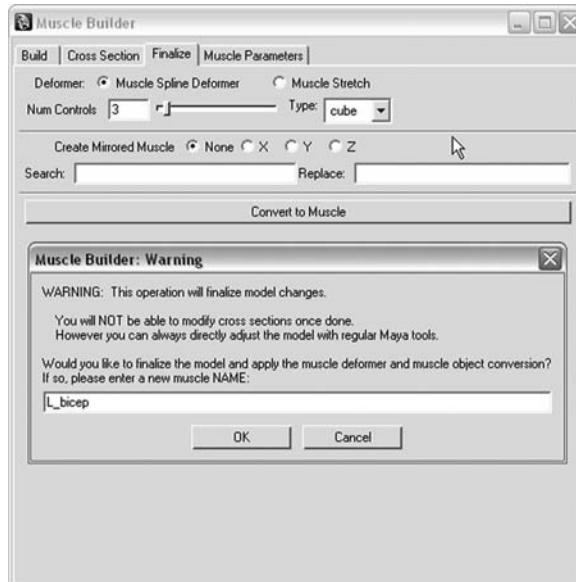 Muscle Builder
Build Cross Section Finalize Muscle Parameters
Deformer: Muscle Spline Deformer Muscle Stretch
Num Controls 3 Type: cube
Create Mirrored Muscle None X Y Z
Search: Replace:
Convert to Muscle
Muscle Builder: Warning
WARNING: This operation will finalize model changes.
You will NOT be able to modify cross sections once done.
However you can always directly adjust the model with regular Maya tools.
Would you like to finalize the model and apply the muscle deformer and muscle object conversion?
If so, please enter a new muscle NAME:
L_bicep
OK Cancel